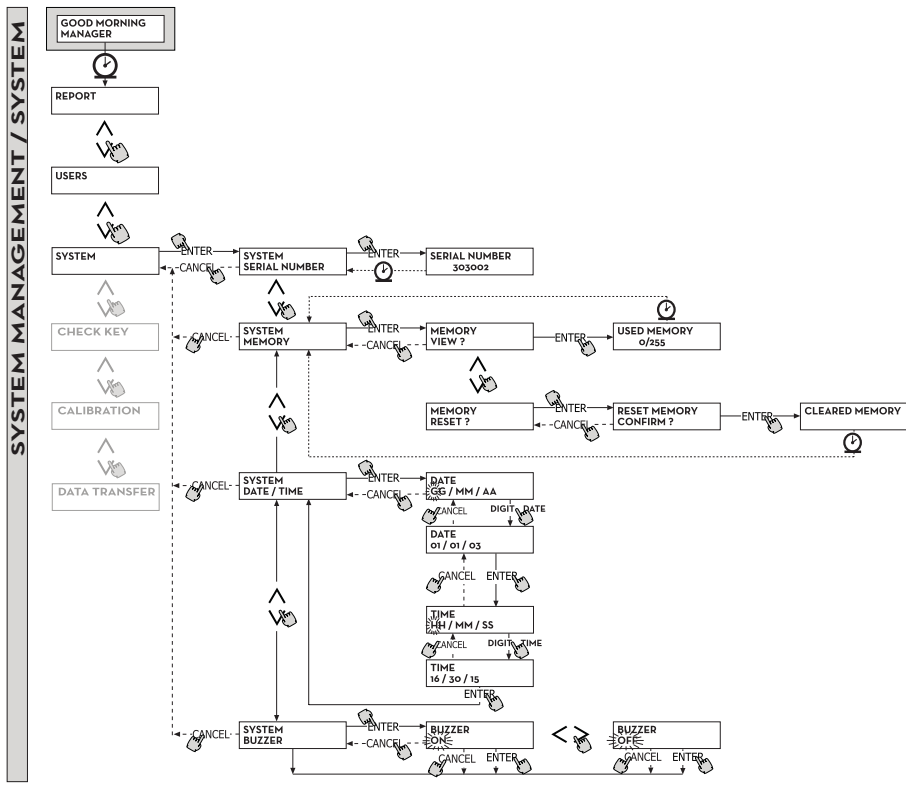 SYSTEM MANAGEMENT / SYSTEM
GOOD MORNING
MANAGER
REPORT
USERS
SYSTEM
ENTER
CANCEL
SYSTEM
SERIAL NUMBER
ENTER
SERIAL NUMBER
303002
CHECK KEY
CANCEL
SYSTEM
MEMORY
ENTER
CANCEL
MEMORY
VIEW ?
ENTER
USED MEMORY
0/255
CALIBRATION
MEMORY
RESET ?
ENTER
CANCEL
RESET MEMORY
CONFIRM ?
ENTER
CLEARED MEMORY
DATA TRANSFER
CANCEL
SYSTEM
DATE / TIME
ENTER
CANCEL
DATE
GG / MM / AA
CANCEL
DIGIT DATE
DATE
01 / 01 / 03
CANCEL
ENTER
TIME
HH / MM / SS
CANCEL
DIGIT TIME
TIME
16 / 30 / 15
ENTER
CANCEL
SYSTEM
BUZZER
ENTER
CANCEL
BUZZER
ON
BUZZER
OFF
CANCEL
ENTER
CANCEL
ENTER